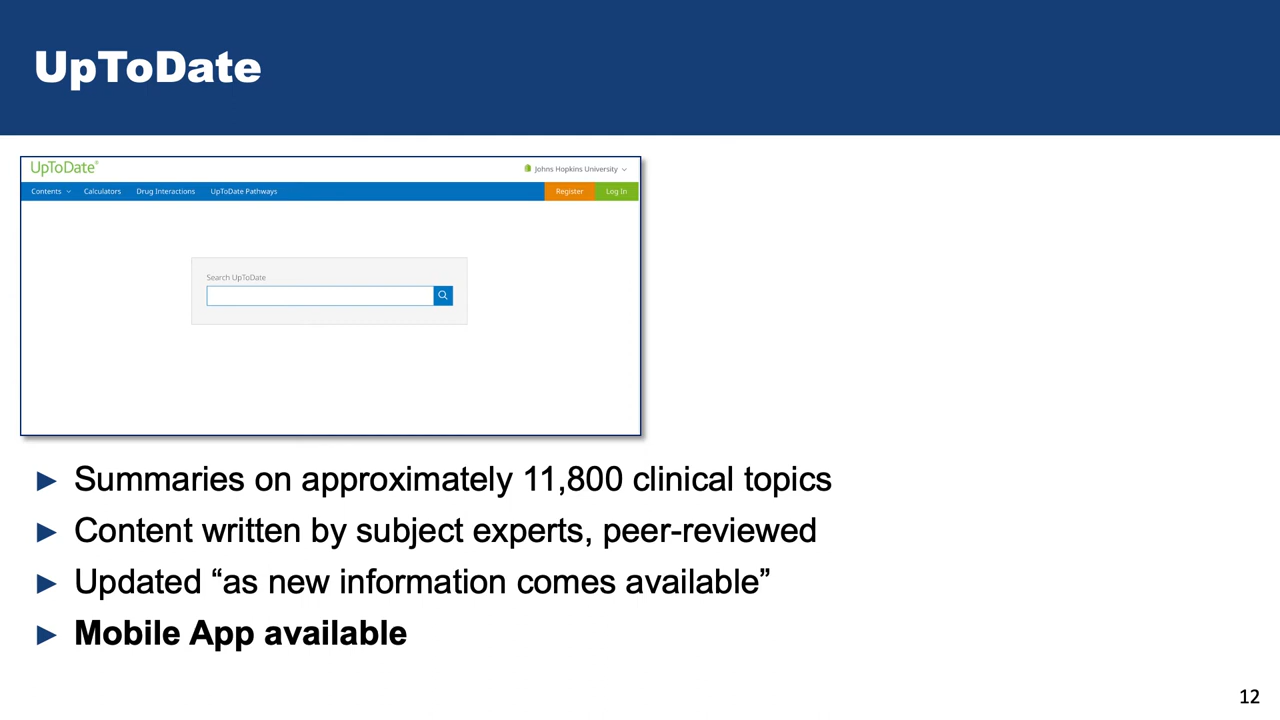 UpToDate
UpToDate®
Johns Hopkins University
Contents Calculators Drug Interactions UpToDate Pathways Register Log In
Search UpToDate
► Summaries on approximately 11,800 clinical topics
► Content written by subject experts, peer-reviewed
► Updated “as new information comes available”
► Mobile App available
12